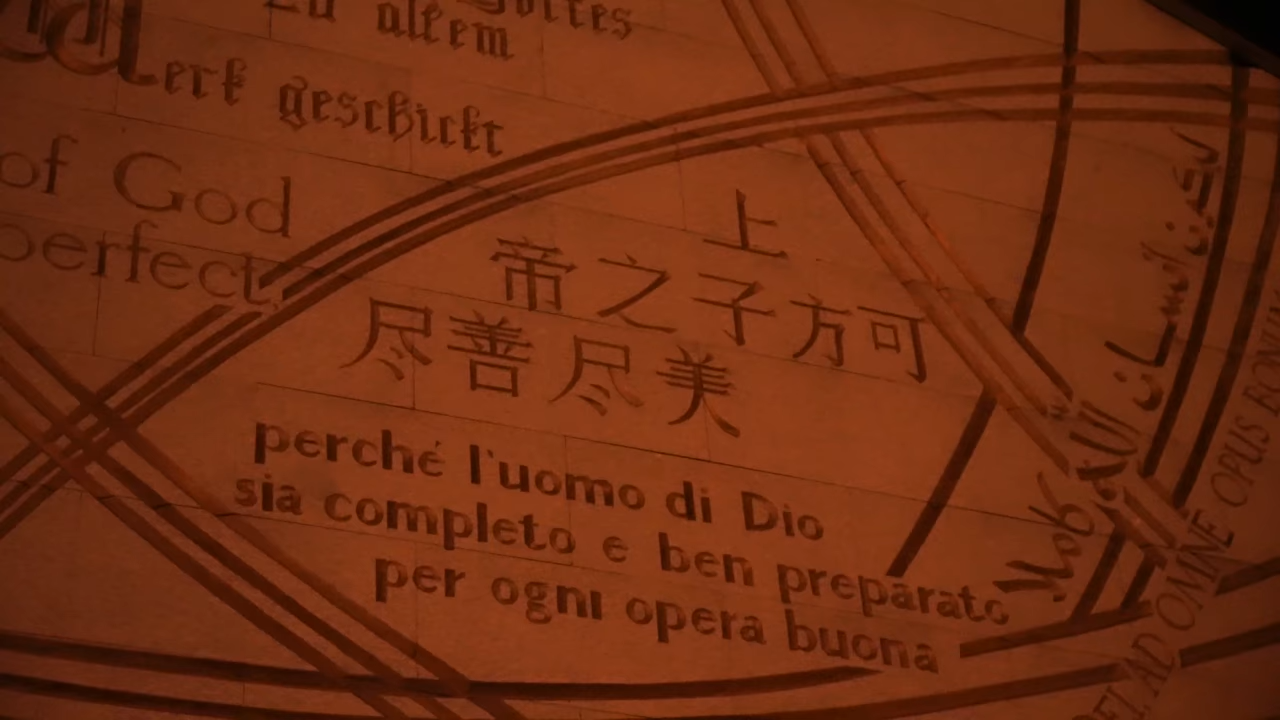 Zu allem
Werk geschickt
of God
perfect.
上
帝之子方可
尽善尽美
perché l'uomo di Dio
sia completo e ben preparato
per ogni opera buona
AD OMNE OPUS